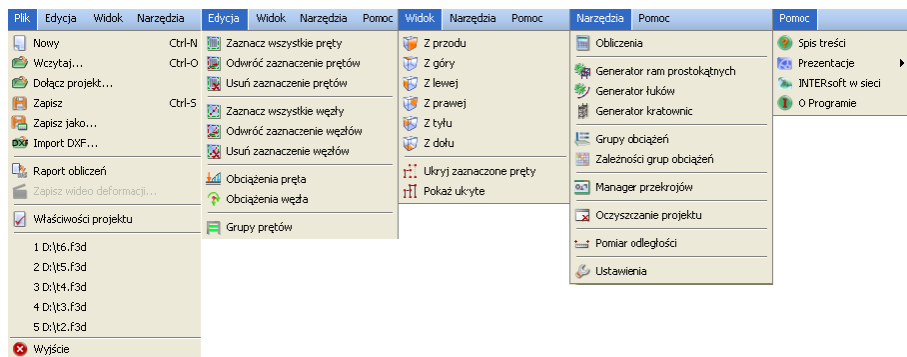 Plik Edycja Widok Narzędzia
Nowy Ctrl-N
Wczytaj... Ctrl-O
Dołącz projekt...
Zapisz Ctrl-S
Zapisz jako...
DXF Import DXF...
Raport obliczeń
Zapisz wideo deformacji...
Właściwości projektu
1 D:\t6.f3d
2 D:\t5.f3d
3 D:\t4.f3d
4 D:\t3.f3d
5 D:\t2.f3d
Wyjście
Edycja Widok Narzędzia Pomoc
Zaznacz wszystkie pręty
Odwróć zaznaczenie prętów
Usuń zaznaczenie prętów
Zaznacz wszystkie węzły
Odwróć zaznaczenie węzłów
Usuń zaznaczenie węzłów
Obciążenia pręta
Obciążenia węzła
Grupy prętów
Widok Narzędzia Pomoc
Z przodu
Z góry
Z lewej
Z prawej
Z tyłu
Z dołu
Ukryj zaznaczone pręty
Pokaż ukryte
Narzędzia Pomoc
Obliczenia
Generator ram prostokątnych
Generator łuków
Generator kratownic
Grupy obciążeń
Zależności grup obciążeń
Manager przekrojów
Oczyszczanie projektu
Pomiar odległości
Ustawienia
Pomoc
Spis treści
Prezentacje
INTERsoft w sieci
O Programie